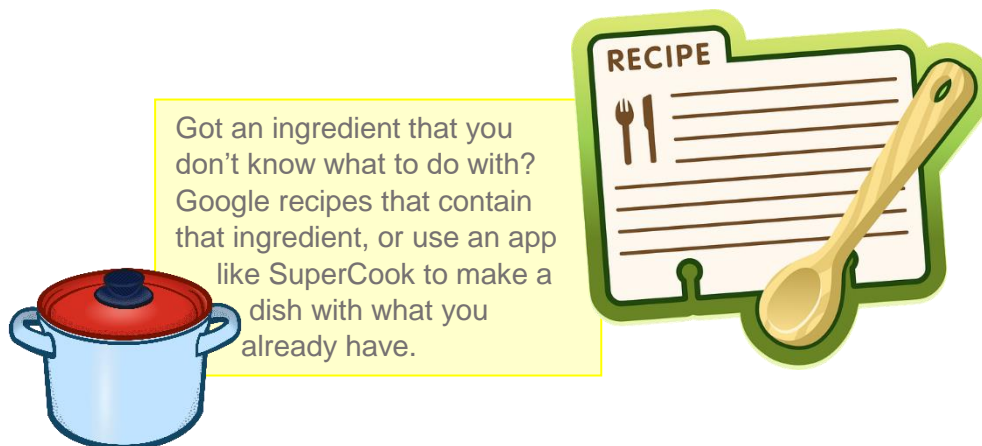 RECIPE
Got an ingredient that you
don’t know what to do with?
Google recipes that contain
that ingredient, or use an app
like SuperCook to make a
dish with what you
already have.